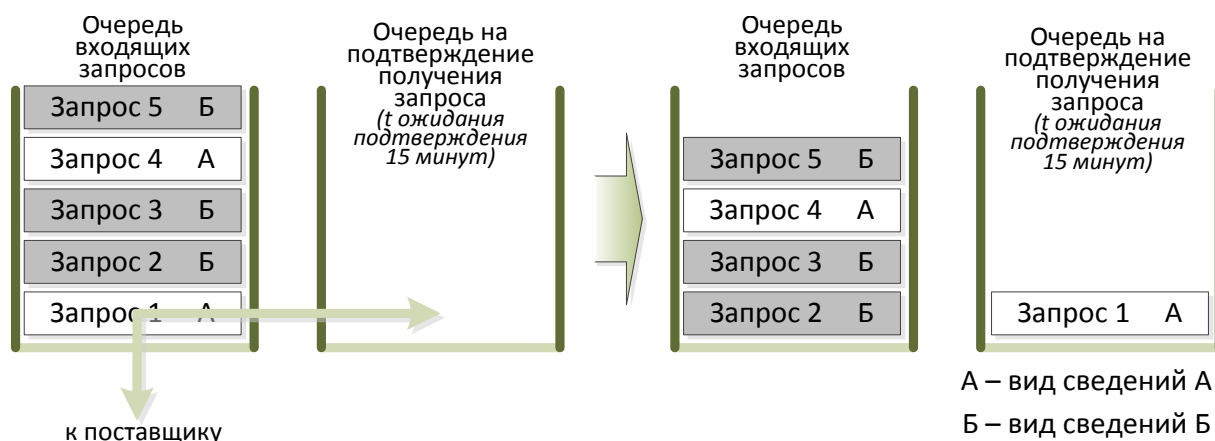 Очередь
входящих
запросов
Запрос 5 Б
Запрос 4 А
Запрос 3 Б
Запрос 2 Б
Запрос 1 А
к поставщику
Очередь на
подтверждение
получения
запроса
(t ожидания
подтверждения
15 минут)
Очередь
входящих
запросов
Запрос 5 Б
Запрос 4 А
Запрос 3 Б
Запрос 2 Б
Очередь на
подтверждение
получения
запроса
(t ожидания
подтверждения
15 минут)
Запрос 1 А
А – вид сведений А
Б – вид сведений Б